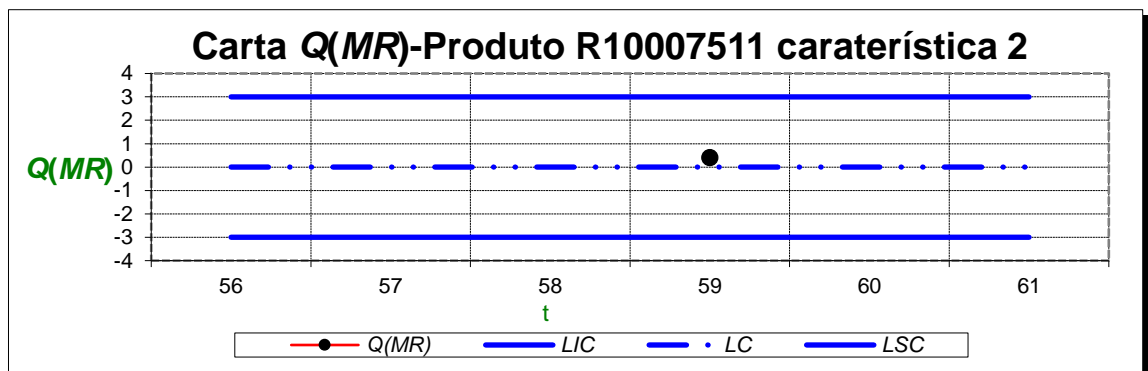 Carta Q(MR)-Produto R10007511 caraterística 2
4
3
2
1
0
-1
-2
-3
-4
Q(MR)
56 57 58 59 60 61
t
Q(MR) LIC LC LSC